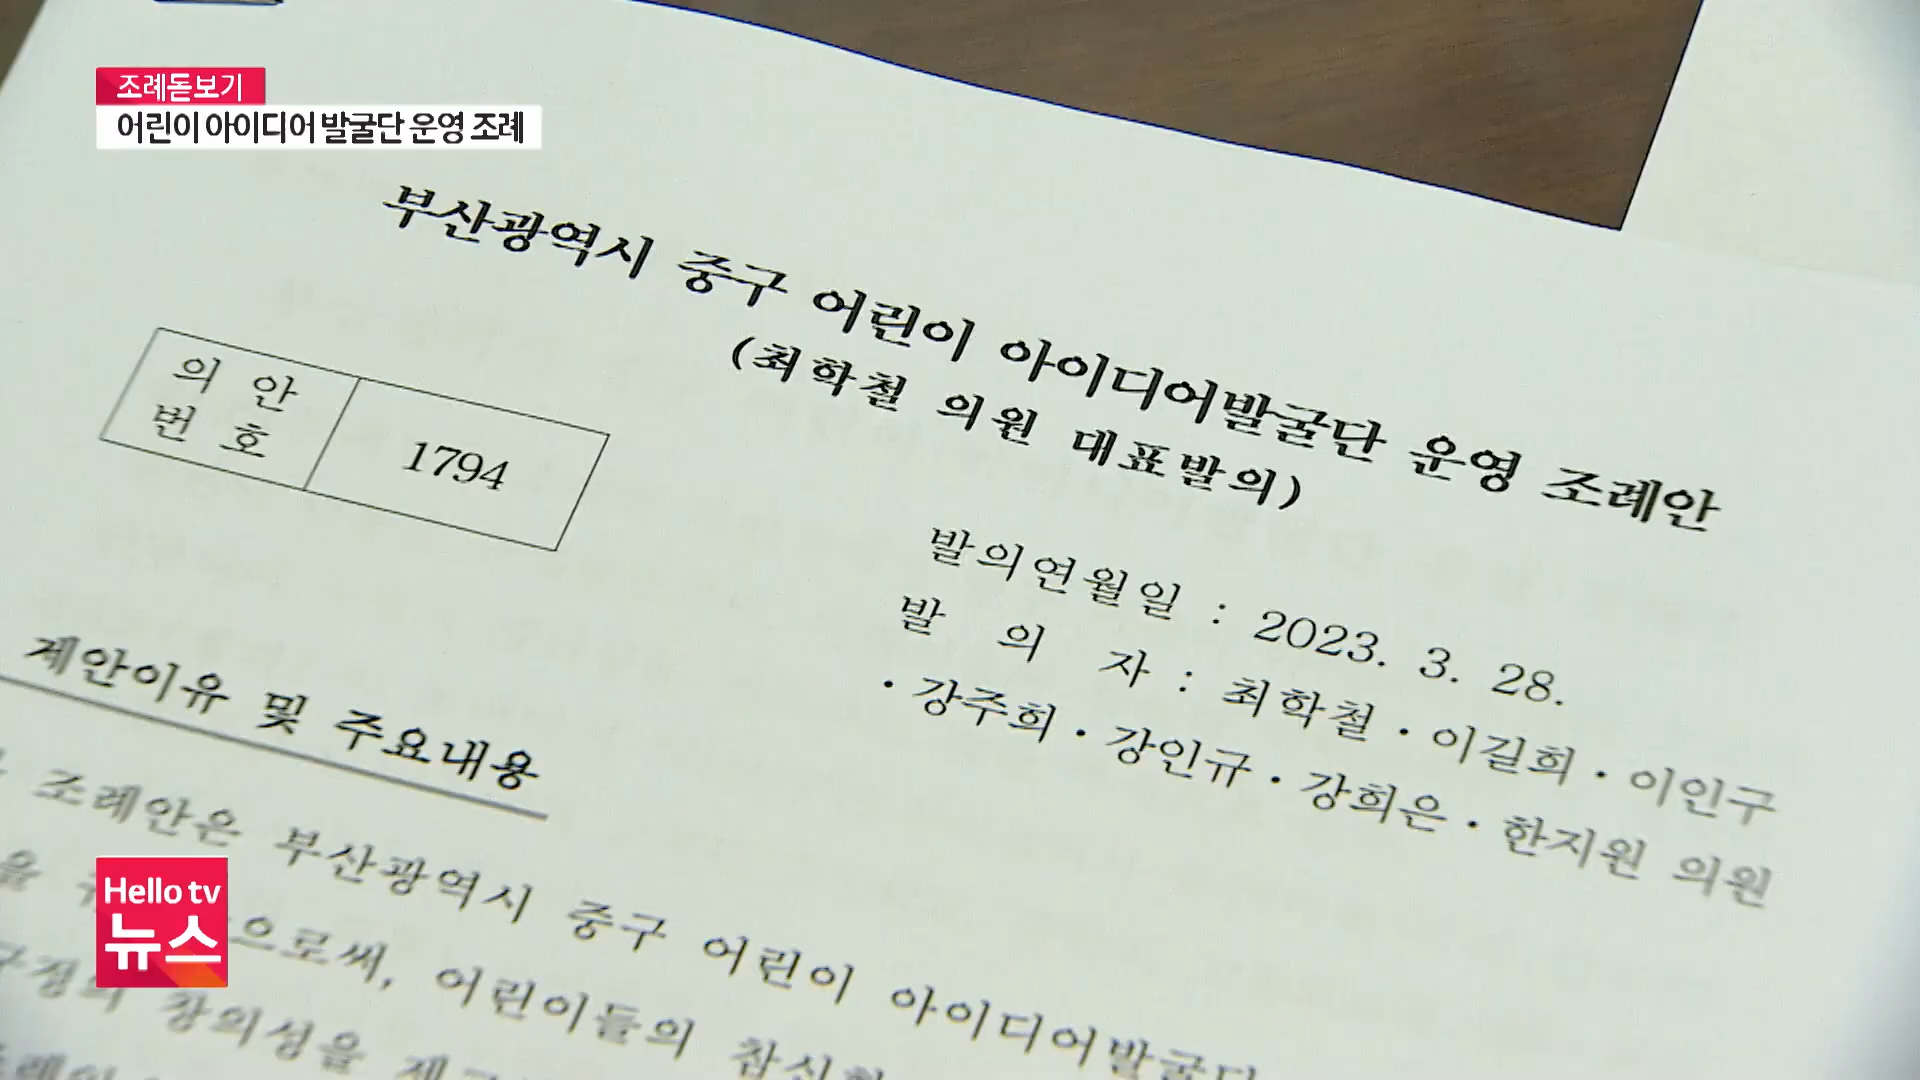 조례돋보기
어린이 아이디어 발굴단 운영 조례
부산광역시 중구 어린이 아이디어발굴단 운영 조례안
(최학철 의원 대표발의)
의 안
번 호
1794
발의연월일 : 2023. 3. 28.
발 의 자 : 최학철·이길희·이인구
·강주희·강인규·강희은·한지원 의원
제안이유 및 주요내용
조례안은 부산광역시 중구 어린이 아이디어발굴단
으로써, 어린이들의
창의성을
Hello tv
뉴스